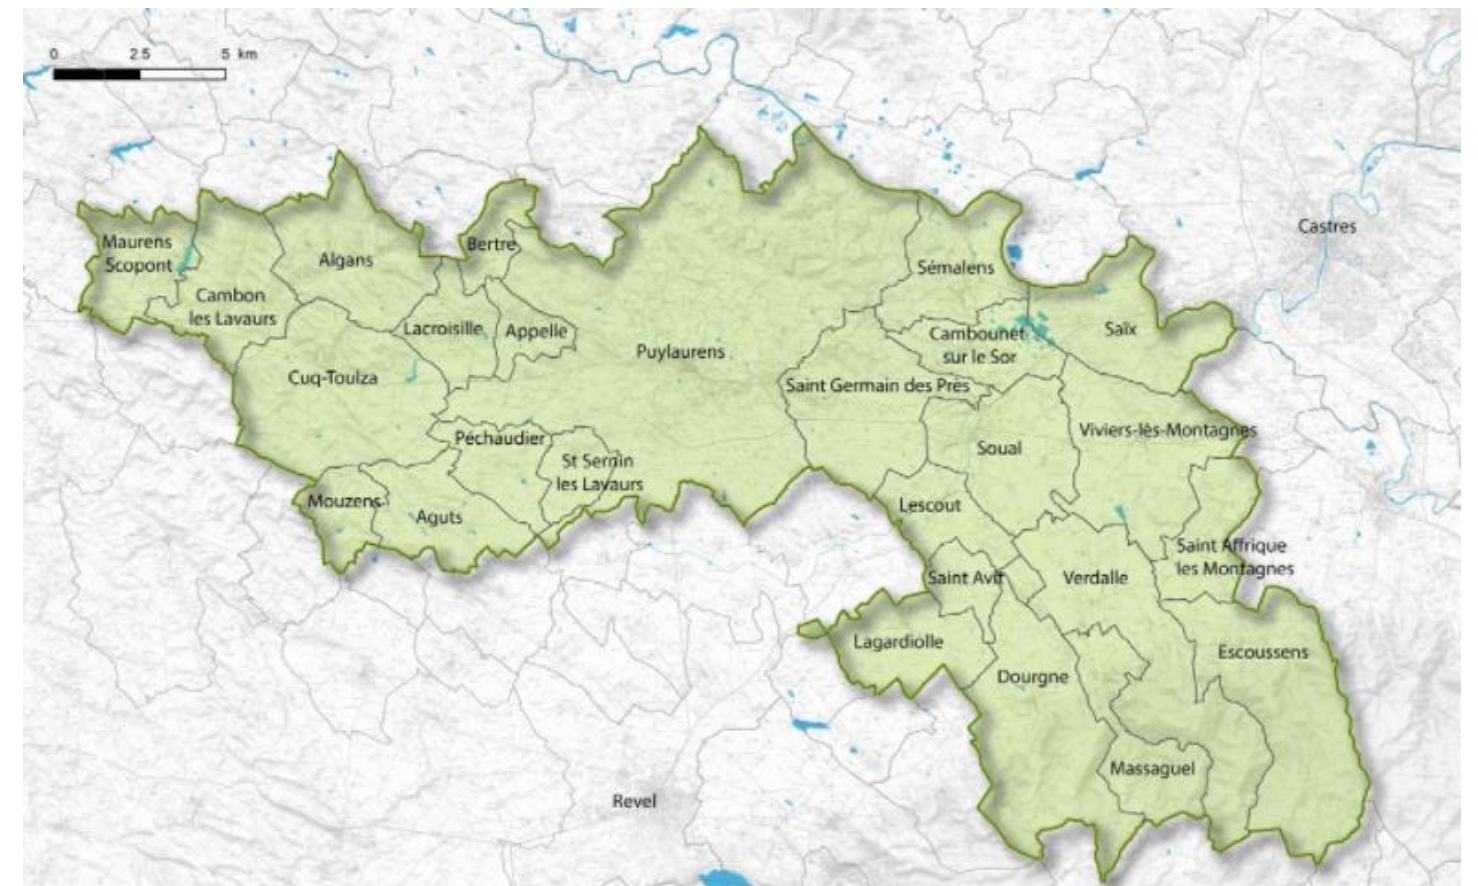 0 2.5 5 km
Castres
Maurens
Scopont
Algans
Bertre
Cambon
les Lavaurs
Sémalens
Lacroisille
Appelle
Cambounet
sur le Sor
Saïx
Puylaurens
Cuq-Toulza
Saint Germain des Près
Péchaudier
Soual
Viviers-lès-Montagnes
St Sernin
les Lavaurs
Mouzens
Aguts
Lescout
Saint Affrique
les Montagnes
Saint Avit
Verdalle
Lagardiolle
Dourgne
Escoussens
Massaguel
Revel